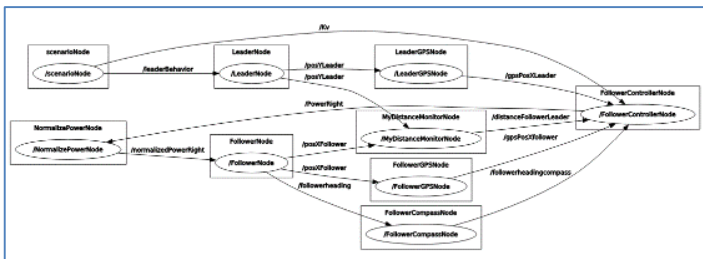 /Kv
scenarioNode
LeaderNode
LeaderGPSNode
/leaderBehavior
/posYLeader
/scenarioNode
/LeaderNode
/posYLeader
/LeaderGPSNode
/gpsPosXLeader
FollowerControllerNode
/PowerRight
MyDistanceMonitorNode
/distanceFollowerLeader
/FollowerControllerNode
NormalizePowerNode
FollowerNode
/posXFollower
/MyDistanceMonitorNode
/gpsPosXfollower
/NormalizePowerNode
/normalizedPowerRight
/FollowerNode
/posXFollower
FollowerGPSNode
/followerheading
/FollowerGPSNode
/followerheadingcompass
FollowerCompassNode
/FollowerCompassNode